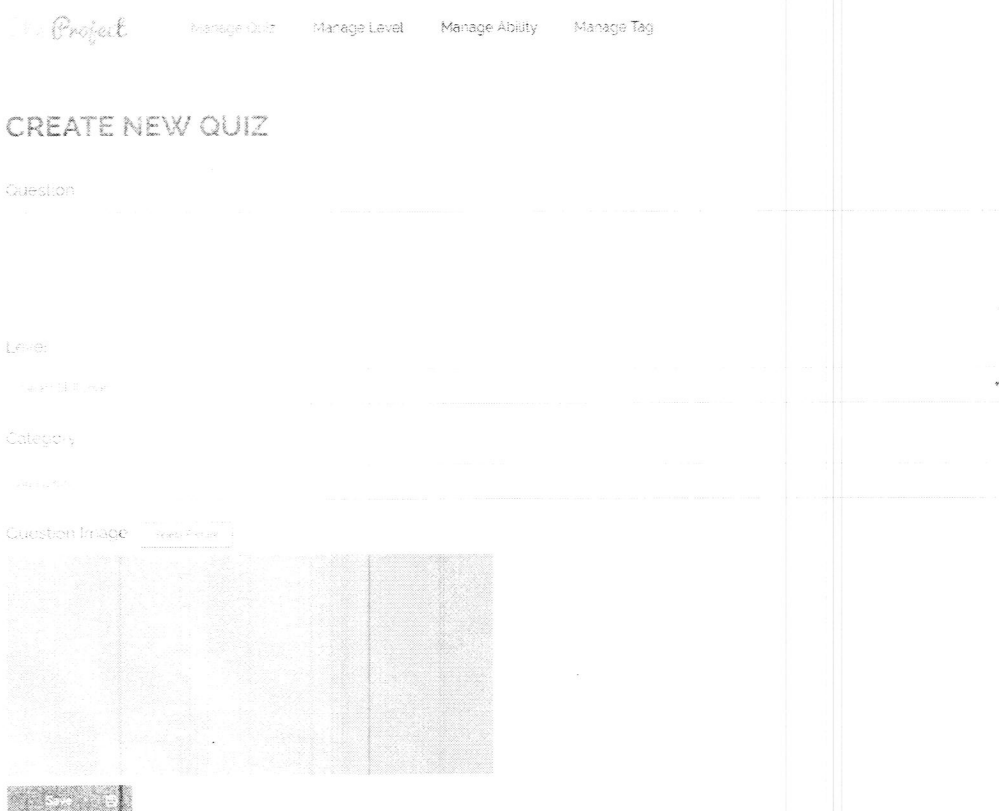 Project Manage Quiz Manage Level Manage Ability Manage Tag
CREATE NEW QUIZ
Question
Level
Category
Question Image
Save